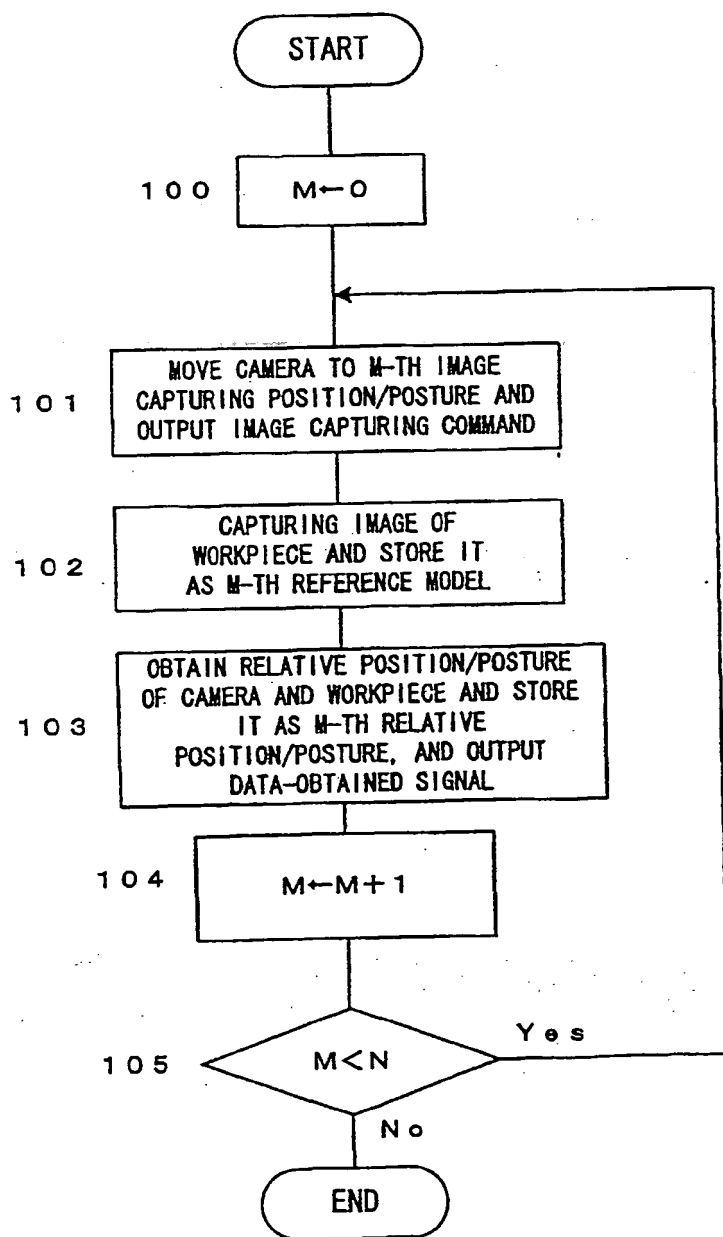 START
100
M←0
101
MOVE CAMERA TO M-TH IMAGE
CAPTURING POSITION/POSTURE AND
OUTPUT IMAGE CAPTURING COMMAND
102
CAPTURING IMAGE OF
WORKPIECE AND STORE IT
AS M-TH REFERENCE MODEL
103
OBTAIN RELATIVE POSITION/POSTURE
OF CAMERA AND WORKPIECE AND STORE
IT AS M-TH RELATIVE
POSITION/POSTURE, AND OUTPUT
DATA-OBTAINED SIGNAL
104
M←M+1
105
M<N
Yes
No
END